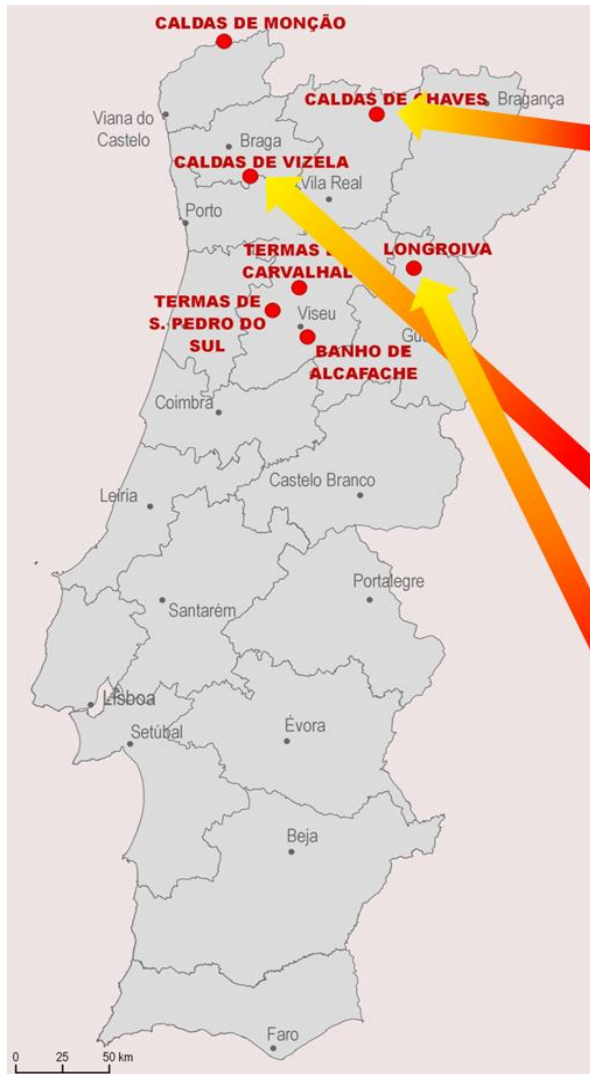 CALDAS DE MONÇÃO
CALDAS DE CHAVES
Bragança
Viana do
Castelo
Braga
CALDAS DE VIZELA
Vila Real
Porto
TERMAS
CARVALHAL
LONGROIVA
TERMAS DE
S. PEDRO DO
SUL
Viseu
BANHO DE
ALCAFACHE
Coimbra
Castelo Branco
Leiria
Portalegre
Santarém
Lisboa
Setúbal
Évora
Beja
Faro
0 25 50 km